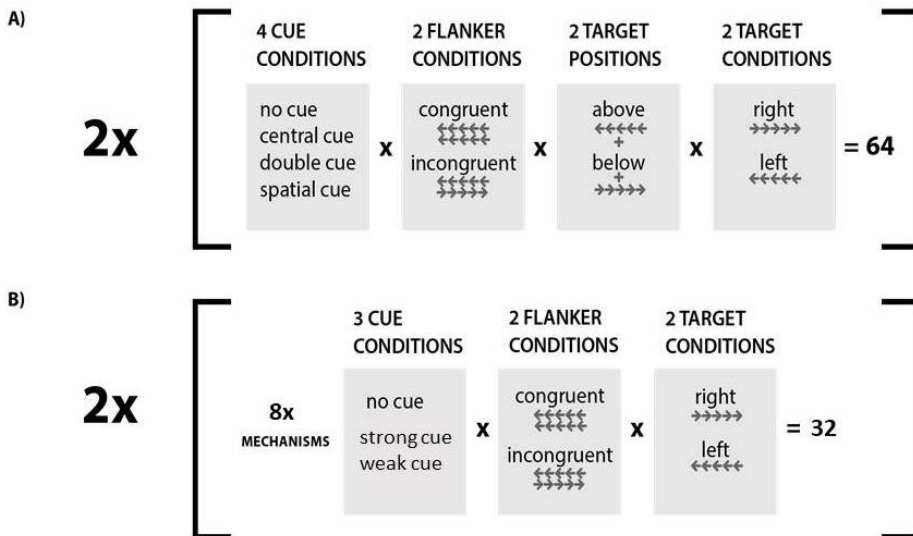 A)
4 CUE CONDITIONS
2 FLANKER CONDITIONS
2 TARGET POSITIONS
2 TARGET CONDITIONS
2x
no cue
central cue
double cue
spatial cue
x
congruent
←←←←←
←←←←←
incongruent
←←←←←
→→→→→
x
above
←←←←←
+
below
+
→→→→→
x
right
→→→→→
left
←←←←←
= 64
B)
3 CUE CONDITIONS
2 FLANKER CONDITIONS
2 TARGET CONDITIONS
2x
8x
MECHANISMS
no cue
strong cue
weak cue
x
congruent
←←←←←
←←←←←
incongruent
←←←←←
→→→→→
x
right
→→→→→
left
←←←←←
= 32